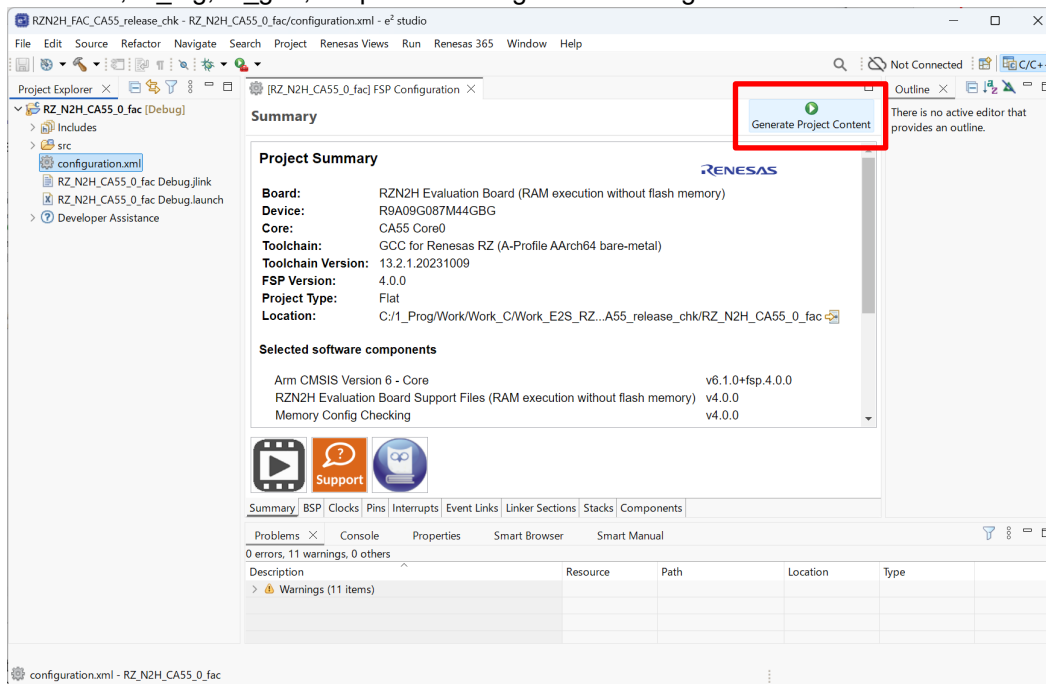 RZN2H_FAC_CA55_release_chk - RZ_N2H_CA55_0_fac/configuration.xml - e² studio
File Edit Source Refactor Navigate Search Project Renesas Views Run Renesas 365 Window Help
Not Connected C/C++
Project Explorer
RZ_N2H_CA55_0_fac [Debug]
Includes
src
configuration.xml
RZ_N2H_CA55_0_fac Debug.jlink
RZ_N2H_CA55_0_fac Debug.launch
Developer Assistance
[RZ_N2H_CA55_0_fac] FSP Configuration
Summary
Generate Project Content
Project Summary
RENESAS
Board: RZN2H Evaluation Board (RAM execution without flash memory)
Device: R9A09G087M44GBG
Core: CA55 Core0
Toolchain: GCC for Renesas RZ (A-Profile AArch64 bare-metal)
Toolchain Version: 13.2.1.20231009
FSP Version: 4.0.0
Project Type: Flat
Location: C:/1_Prog/Work/Work_C/Work_E2S_RZ...A55_release_chk/RZ_N2H_CA55_0_fac
Selected software components
Arm CMSIS Version 6 - Core v6.1.0+fsp.4.0.0
RZN2H Evaluation Board Support Files (RAM execution without flash memory) v4.0.0
Memory Config Checking v4.0.0
Support
Summary BSP Clocks Pins Interrupts Event Links Linker Sections Stacks Components
Outline
There is no active editor that
provides an outline.
Problems Console Properties Smart Browser Smart Manual
0 errors, 11 warnings, 0 others
Description Resource Path Location Type
Warnings (11 items)
configuration.xml - RZ_N2H_CA55_0_fac